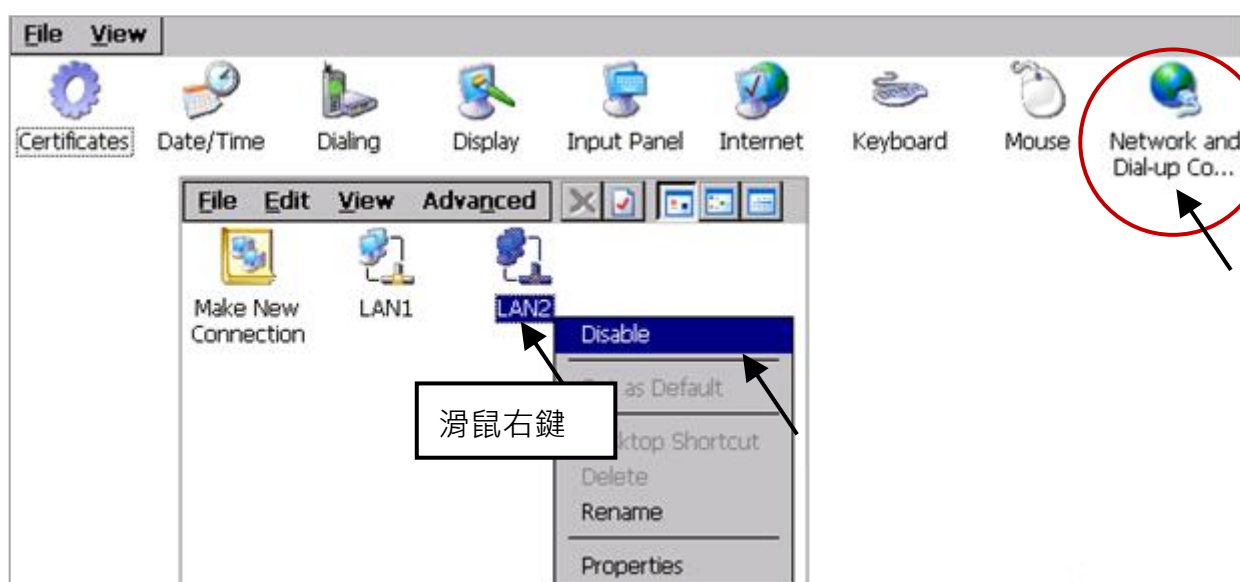 File View
Certificates Date/Time Dialing Display Input Panel Internet Keyboard Mouse Network and
Dial-up Co...
File Edit View Advanced
Make New LAN1 LAN2
Connection
Disable
as Default
滑鼠右鍵
Shortcut
Delete
Rename
Properties